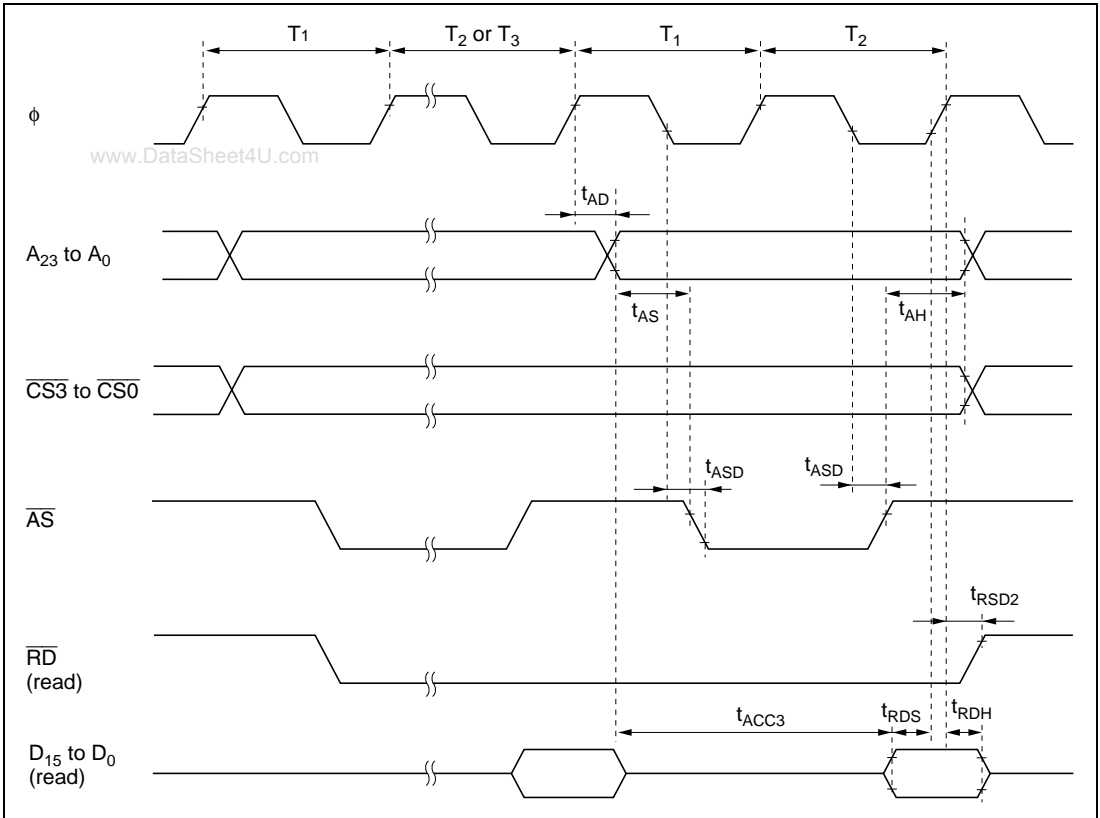 T1 T2 or T3 T1 T2
ϕ
www.DataSheet4U.com
tAD
A23 to A0
tAS tAH
CS3 to CS0
tASD tASD
AS
tRSD2
RD
(read)
tACC3 tRDS tRDH
D15 to D0
(read)